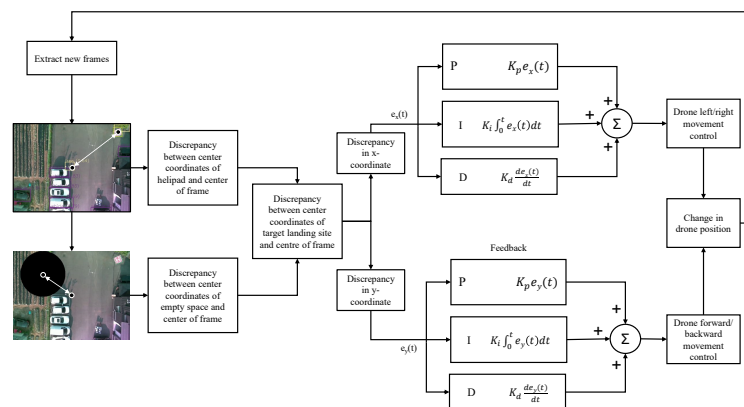 Extract new frames
Discrepancy
between center
coordinates of
helipad and center
of frame
Discrepancy
between center
coordinates of
empty space and
center of frame
Discrepancy
between center
coordinates of
target landing site
and centre of frame
Discrepancy
in x-
coordinate
Discrepancy
in y-
coordinate
eₓ(t)
P Kₚeₓ(t)
I Kᵢ∫₀ᵗ eₓ(t)dt
D K_d deₓ(t)/dt
+
+
+
Σ
Drone left/right
movement
control
Change in
drone position
Feedback
e_y(t)
P Kₚe_y(t)
I Kᵢ∫₀ᵗ e_y(t)dt
D K_d de_y(t)/dt
+
+
+
Σ
Drone forward/
backward
movement
control